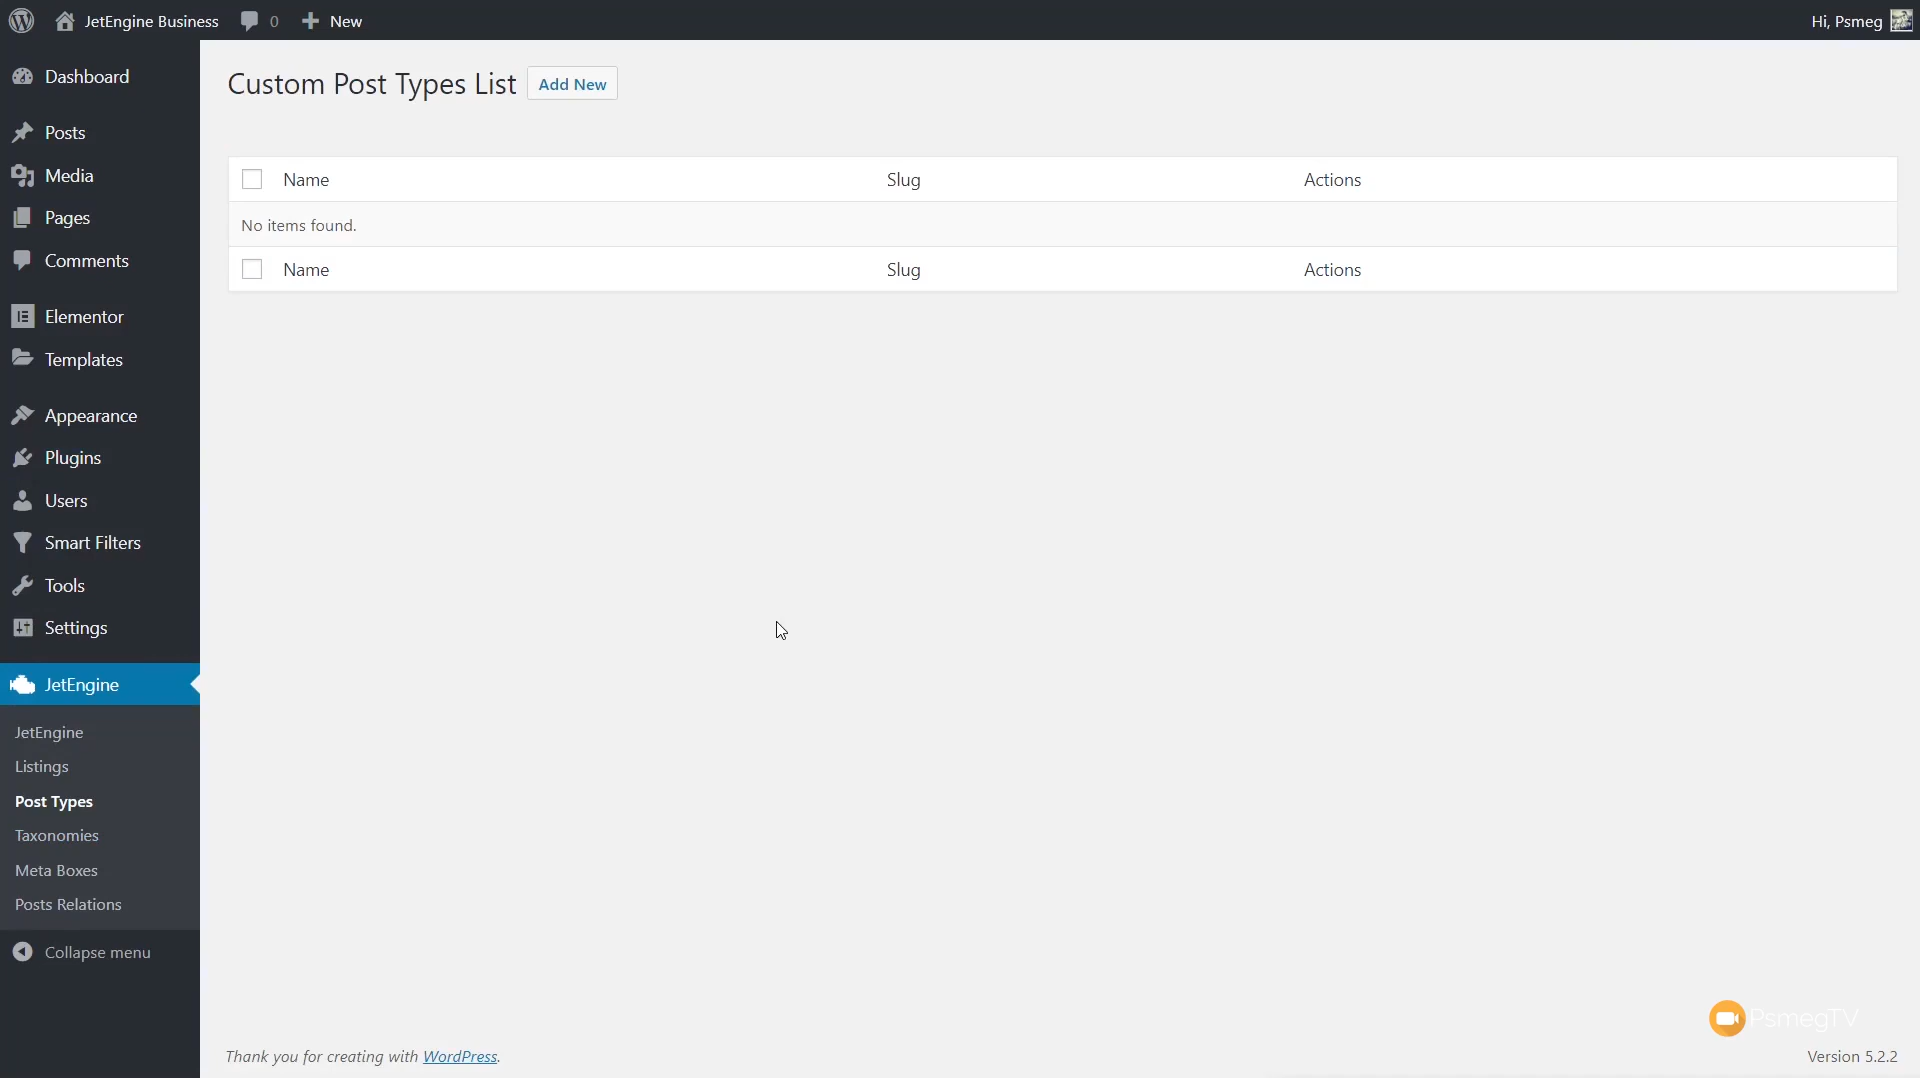 JetEngine Business 0 New Hi, Psmeg
Dashboard
Posts
Media
Pages
Comments
Elementor
Templates
Appearance
Plugins
Users
Smart Filters
Tools
Settings
JetEngine
JetEngine
Listings
Post Types
Taxonomies
Meta Boxes
Posts Relations
Collapse menu
Custom Post Types List Add New
Name Slug Actions
No items found.
Name Slug Actions
PsmegTV
Thank you for creating with WordPress.
Version 5.2.2